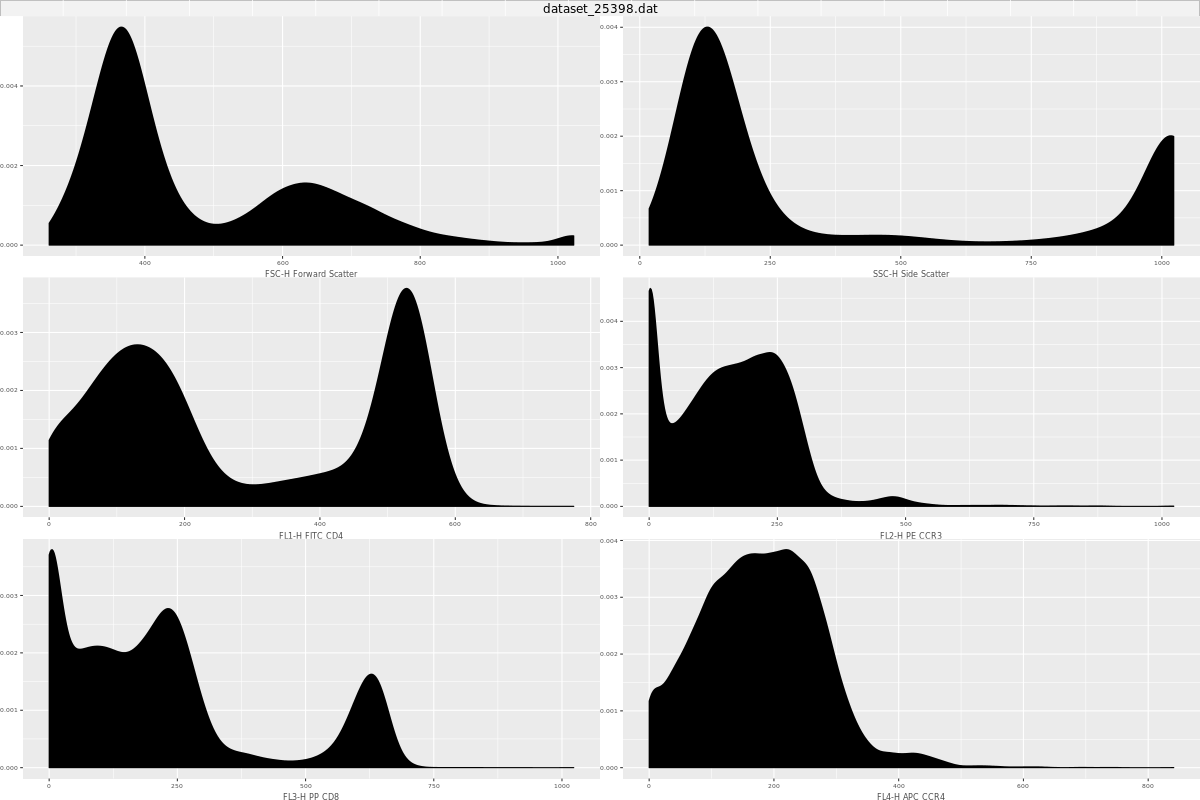 dataset_25398.dat
0.004
0.002
0.000
400 600 800 1000
FSC-H Forward Scatter
0.004
0.003
0.002
0.001
0.000
0 250 500 750 1000
SSC-H Side Scatter
0.003
0.002
0.001
0.000
0 200 400 600 800
FL1-H FITC CD4
0.004
0.003
0.002
0.001
0.000
0 250 500 750 1000
FL2-H PE CCR3
0.003
0.002
0.001
0.000
0 250 500 750 1000
FL3-H PP CD8
0.004
0.003
0.002
0.001
0.000
0 200 400 600 800
FL4-H APC CCR4